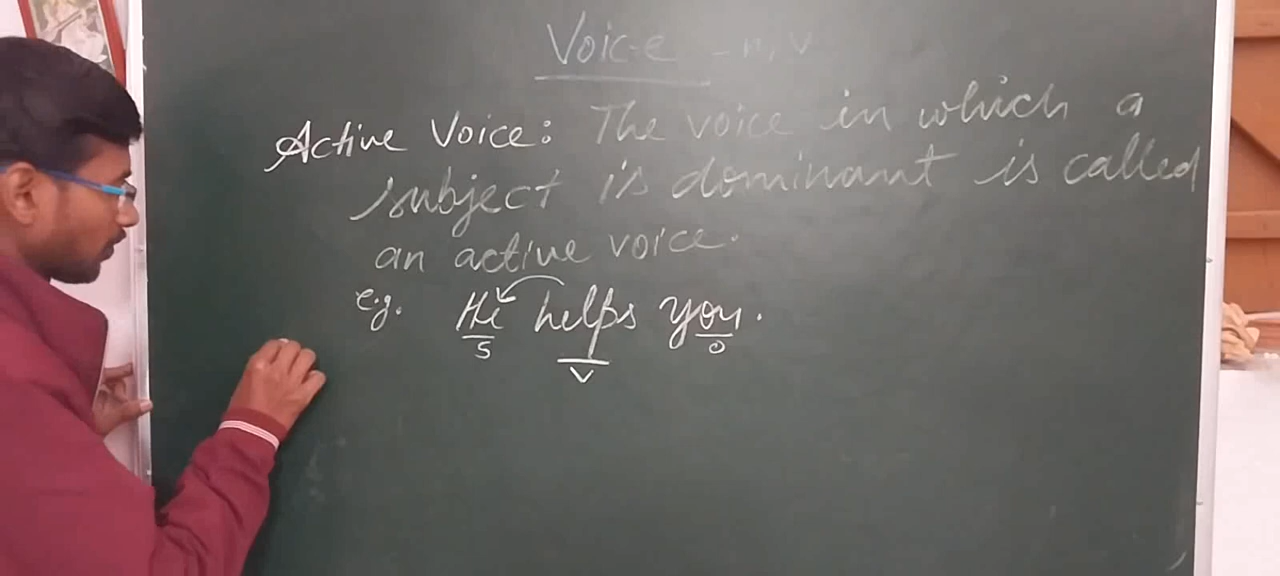 Voice - n, v
Active Voice: The voice in which a
subject is dominant is called
an active voice.
e.g. He helps you.
S V O